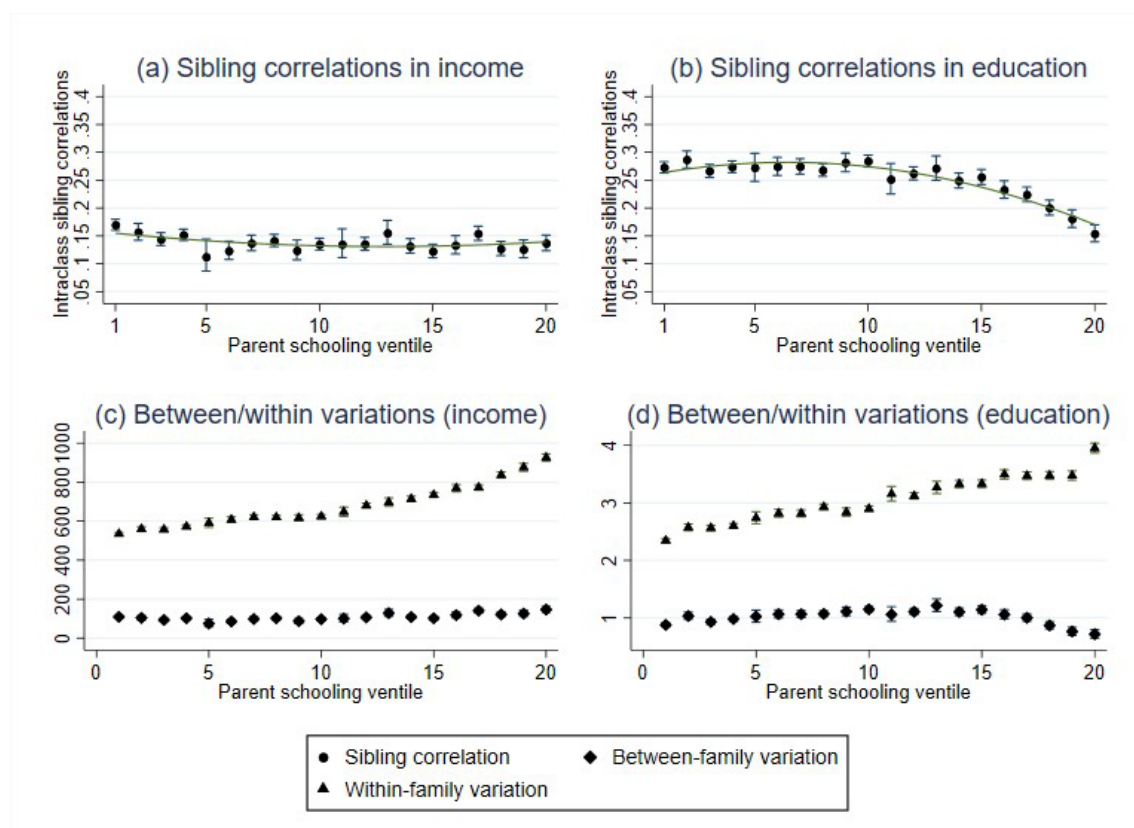 (a) Sibling correlations in income
Intraclass sibling correlations
.05 .1 .15 .2 .25 .3 .35 .4
1 5 10 15 20
Parent schooling ventile
(b) Sibling correlations in education
Intraclass sibling correlations
.05 .1 .15 .2 .25 .3 .35 .4
1 5 10 15 20
Parent schooling ventile
(c) Between/within variations (income)
0 200 400 600 800 1000
0 5 10 15 20
Parent schooling ventile
(d) Between/within variations (education)
1 2 3 4
0 5 10 15 20
Parent schooling ventile
Sibling correlation
Between-family variation
Within-family variation